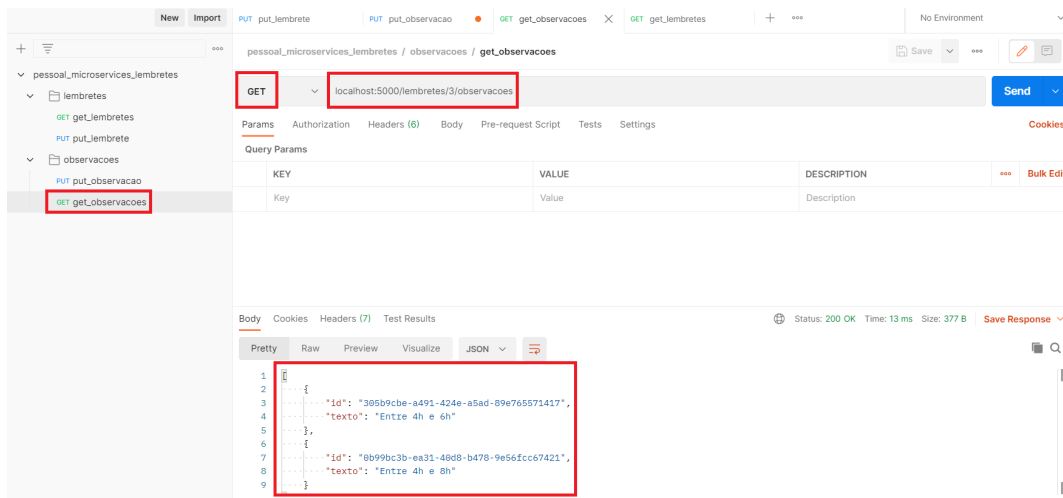 New Import
PUT put_lembrete PUT put_observacao GET get_observacoes GET get_lembretes No Environment
pessoal_microservices_lembretes / observacoes / get_observacoes Save
pessoal_microservices_lembretes
lembretes
GET get_lembretes
PUT put_lembrete
observacoes
PUT put_observacao
GET get_observacoes
GET localhost:5000/lembretes/3/observacoes Send
Params Authorization Headers (6) Body Pre-request Script Tests Settings Cookies
Query Params
KEY VALUE DESCRIPTION Bulk Edi
Key Value Description
Body Cookies Headers (7) Test Results Status: 200 OK Time: 13 ms Size: 377 B Save Response
Pretty Raw Preview Visualize JSON
1 [
2 {
3 "id": "305b9cbe-a491-424e-a5ad-89e765571417",
4 "texto": "Entre 4h e 6h"
5 },
6 {
7 "id": "0b99bc3b-ea31-40d8-b478-9e56fcc67421",
8 "texto": "Entre 4h e 8h"
9 }